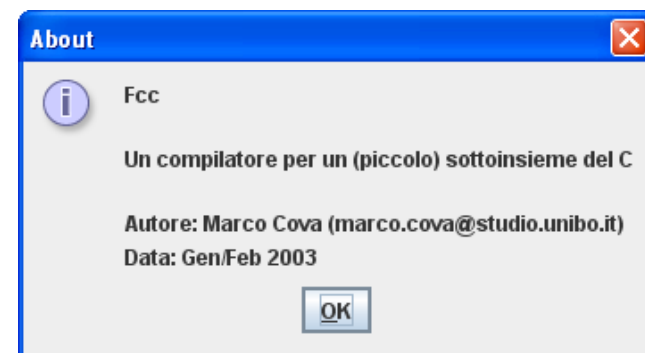 About
Fcc
Un compilatore per un (piccolo) sottoinsieme del C
Autore: Marco Cova (marco.cova@studio.unibo.it)
Data: Gen/Feb 2003
OK